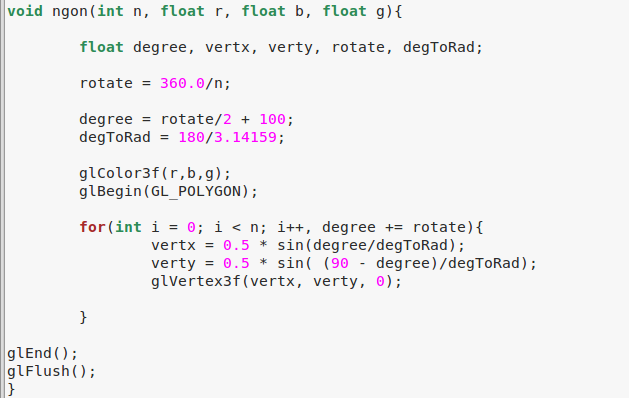 void ngon(int n, float r, float b, float g){
float degree, vertx, verty, rotate, degToRad;
rotate = 360.0/n;
degree = rotate/2 + 100;
degToRad = 180/3.14159;
glColor3f(r,b,g);
glBegin(GL_POLYGON);
for(int i = 0; i < n; i++, degree += rotate){
vertx = 0.5 * sin(degree/degToRad);
verty = 0.5 * sin( (90 - degree)/degToRad);
glVertex3f(vertx, verty, 0);
}
glEnd();
glFlush();
}